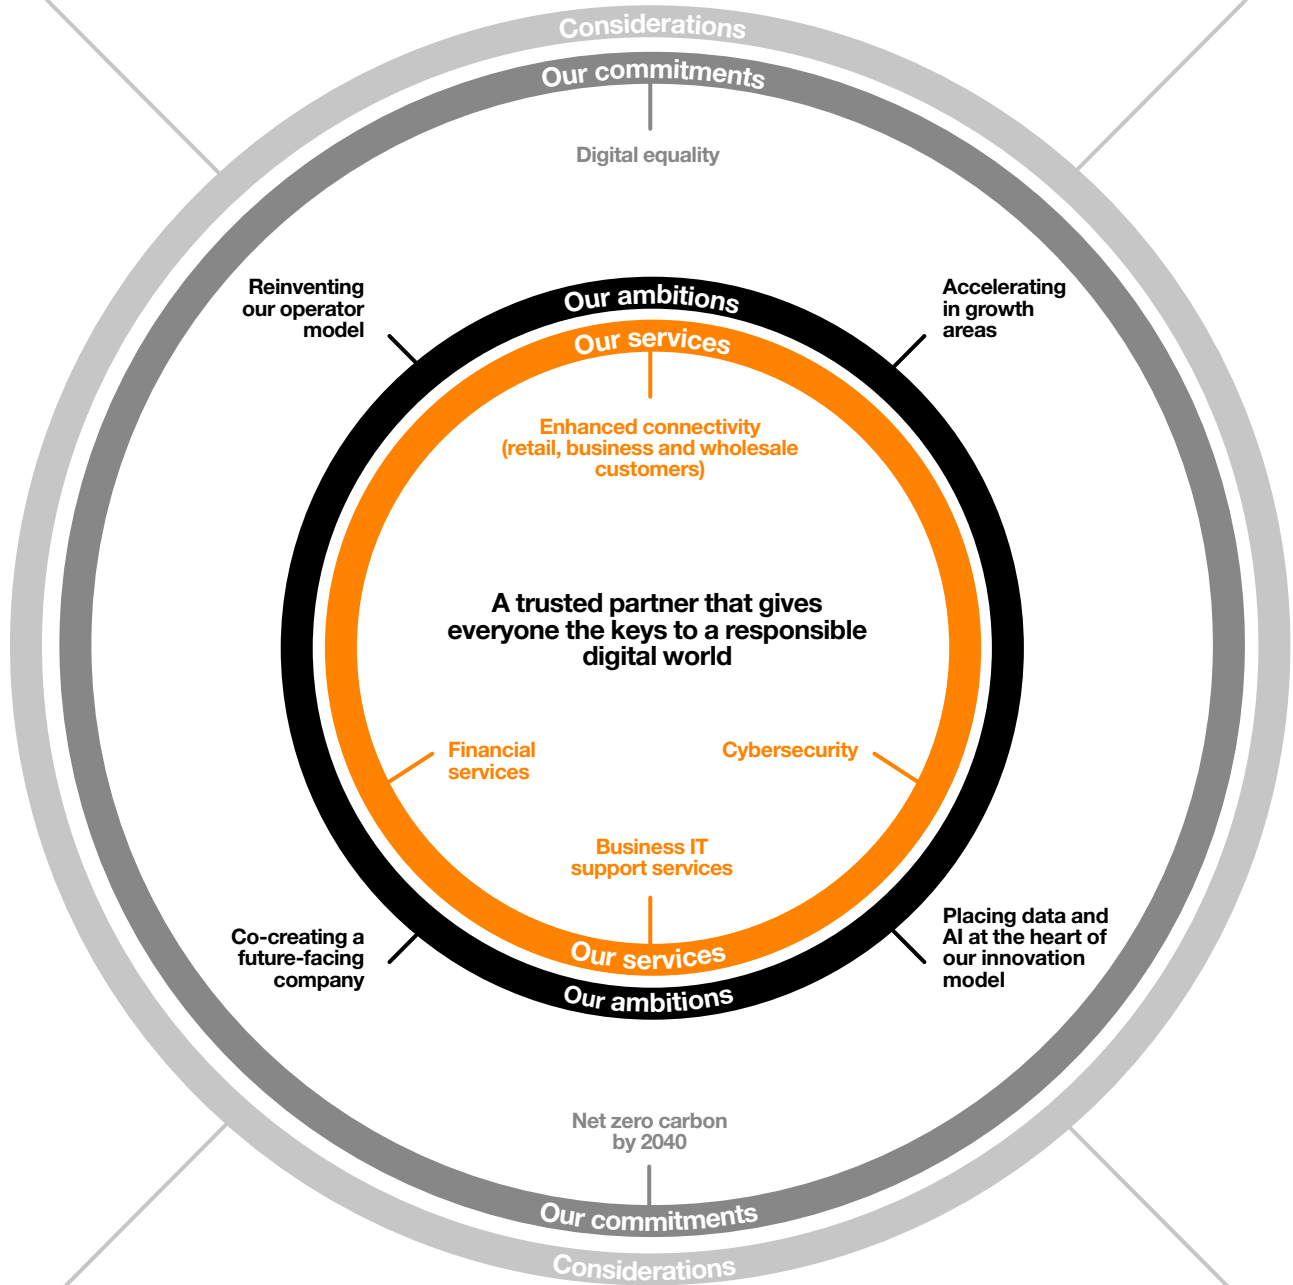 Considerations
Our commitments
Digital equality
Reinventing
our operator
model
Accelerating
in growth
areas
Our ambitions
Our services
Enhanced connectivity
(retail, business and wholesale
customers)
A trusted partner that gives
everyone the keys to a responsible
digital world
Financial
services
Cybersecurity
Business IT
support services
Co-creating a
future-facing
company
Placing data and
AI at the heart of
our innovation
model
Our services
Our ambitions
Net zero carbon
by 2040
Our commitments
Considerations